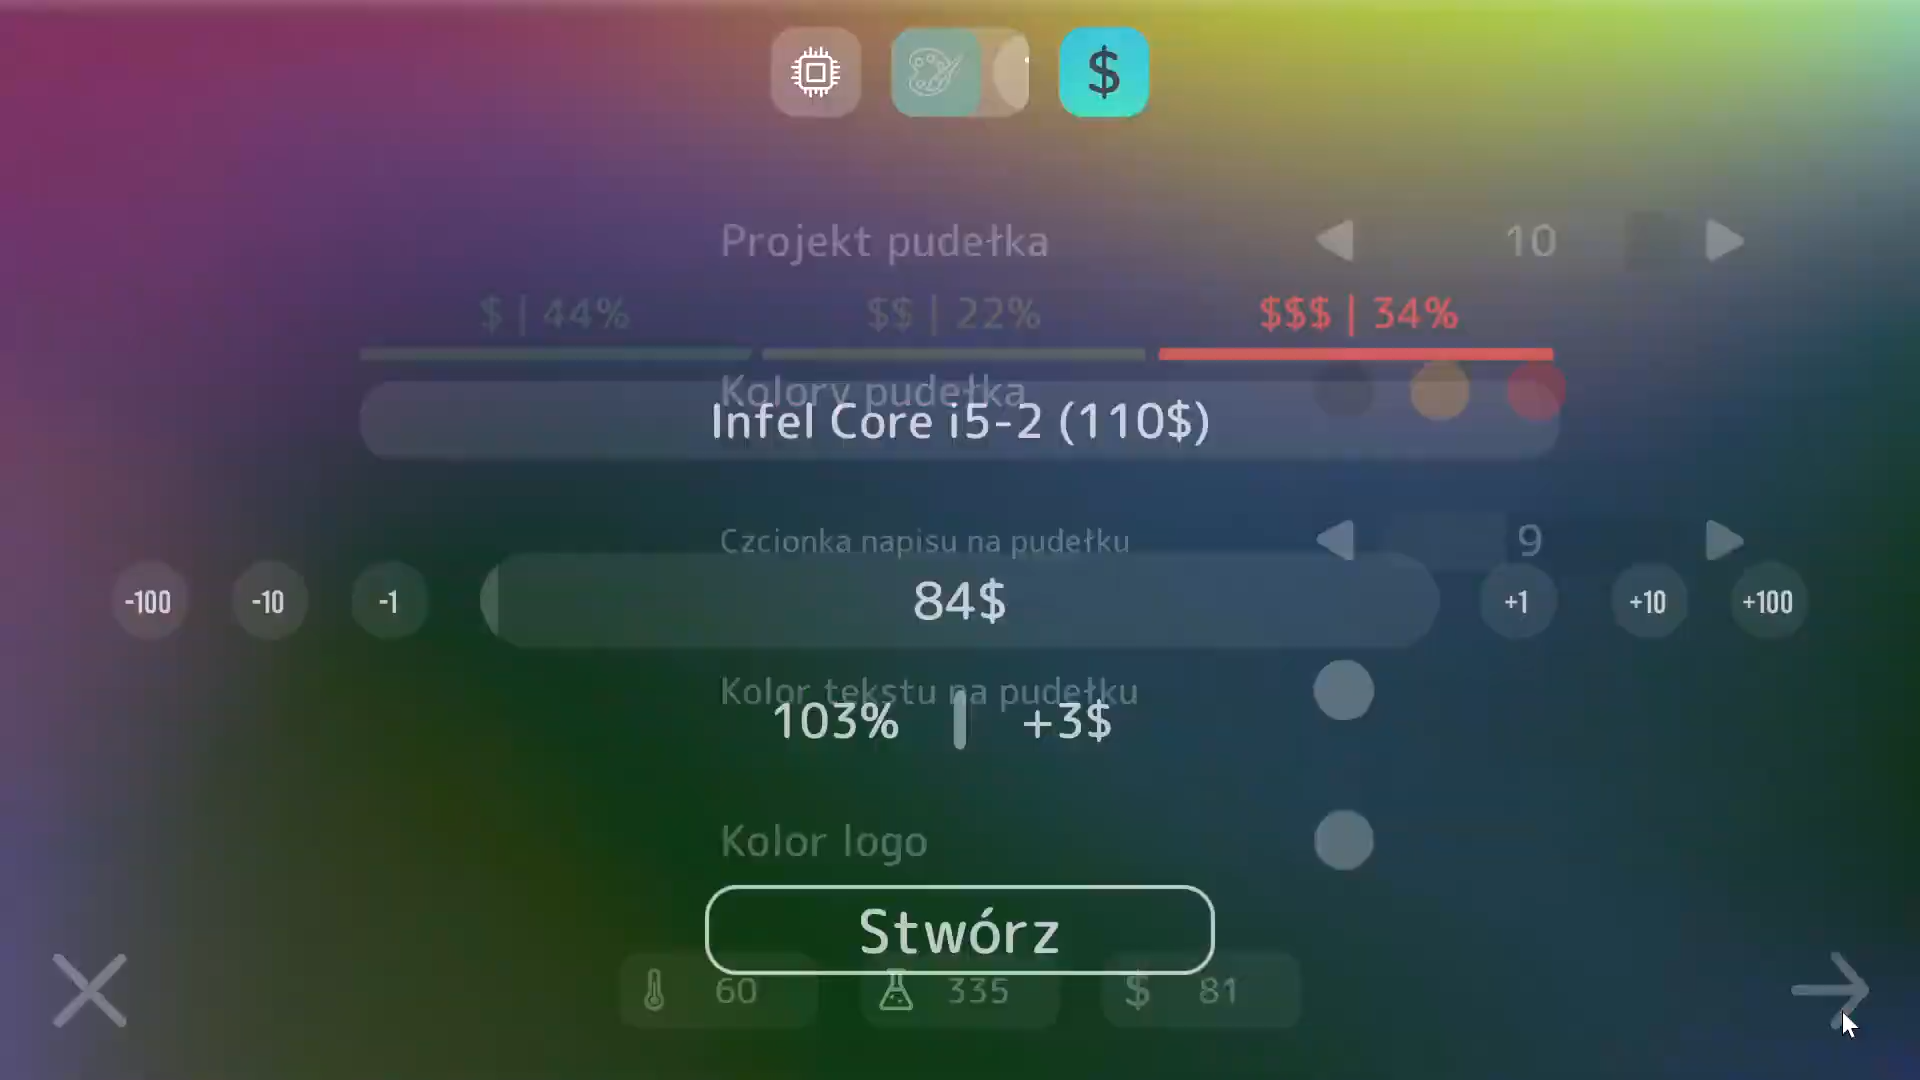 $
Projekt pudełka 10
$ | 44% $$ | 22% $$$ | 34%
Kolory pudełka
Infel Core i5-2 (110$)
Czcionka napisu na pudełku 9
-100 -10 -1 84$ +1 +10 +100
Kolor tekstu na pudełku
103% +3$
Kolor logo
Stwórz
60 335 $ 81